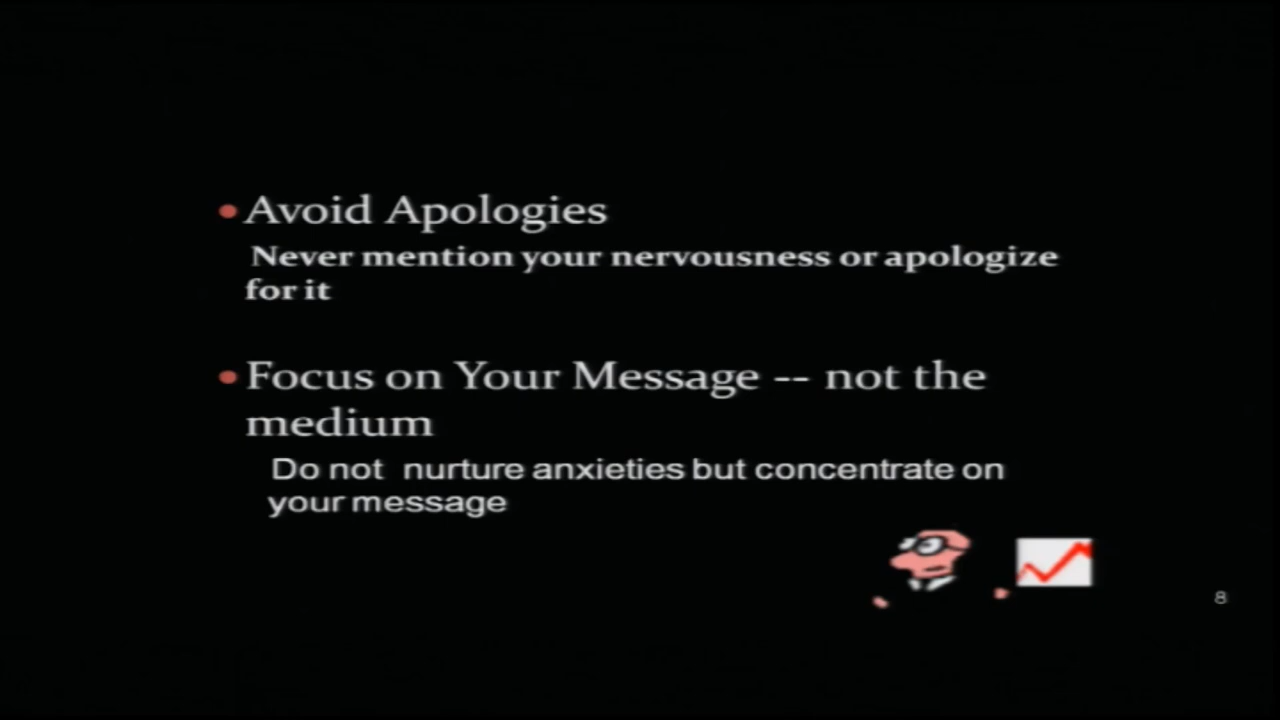 Avoid Apologies
Never mention your nervousness or apologize
for it
Focus on Your Message -- not the
medium
Do not nurture anxieties but concentrate on
your message
8